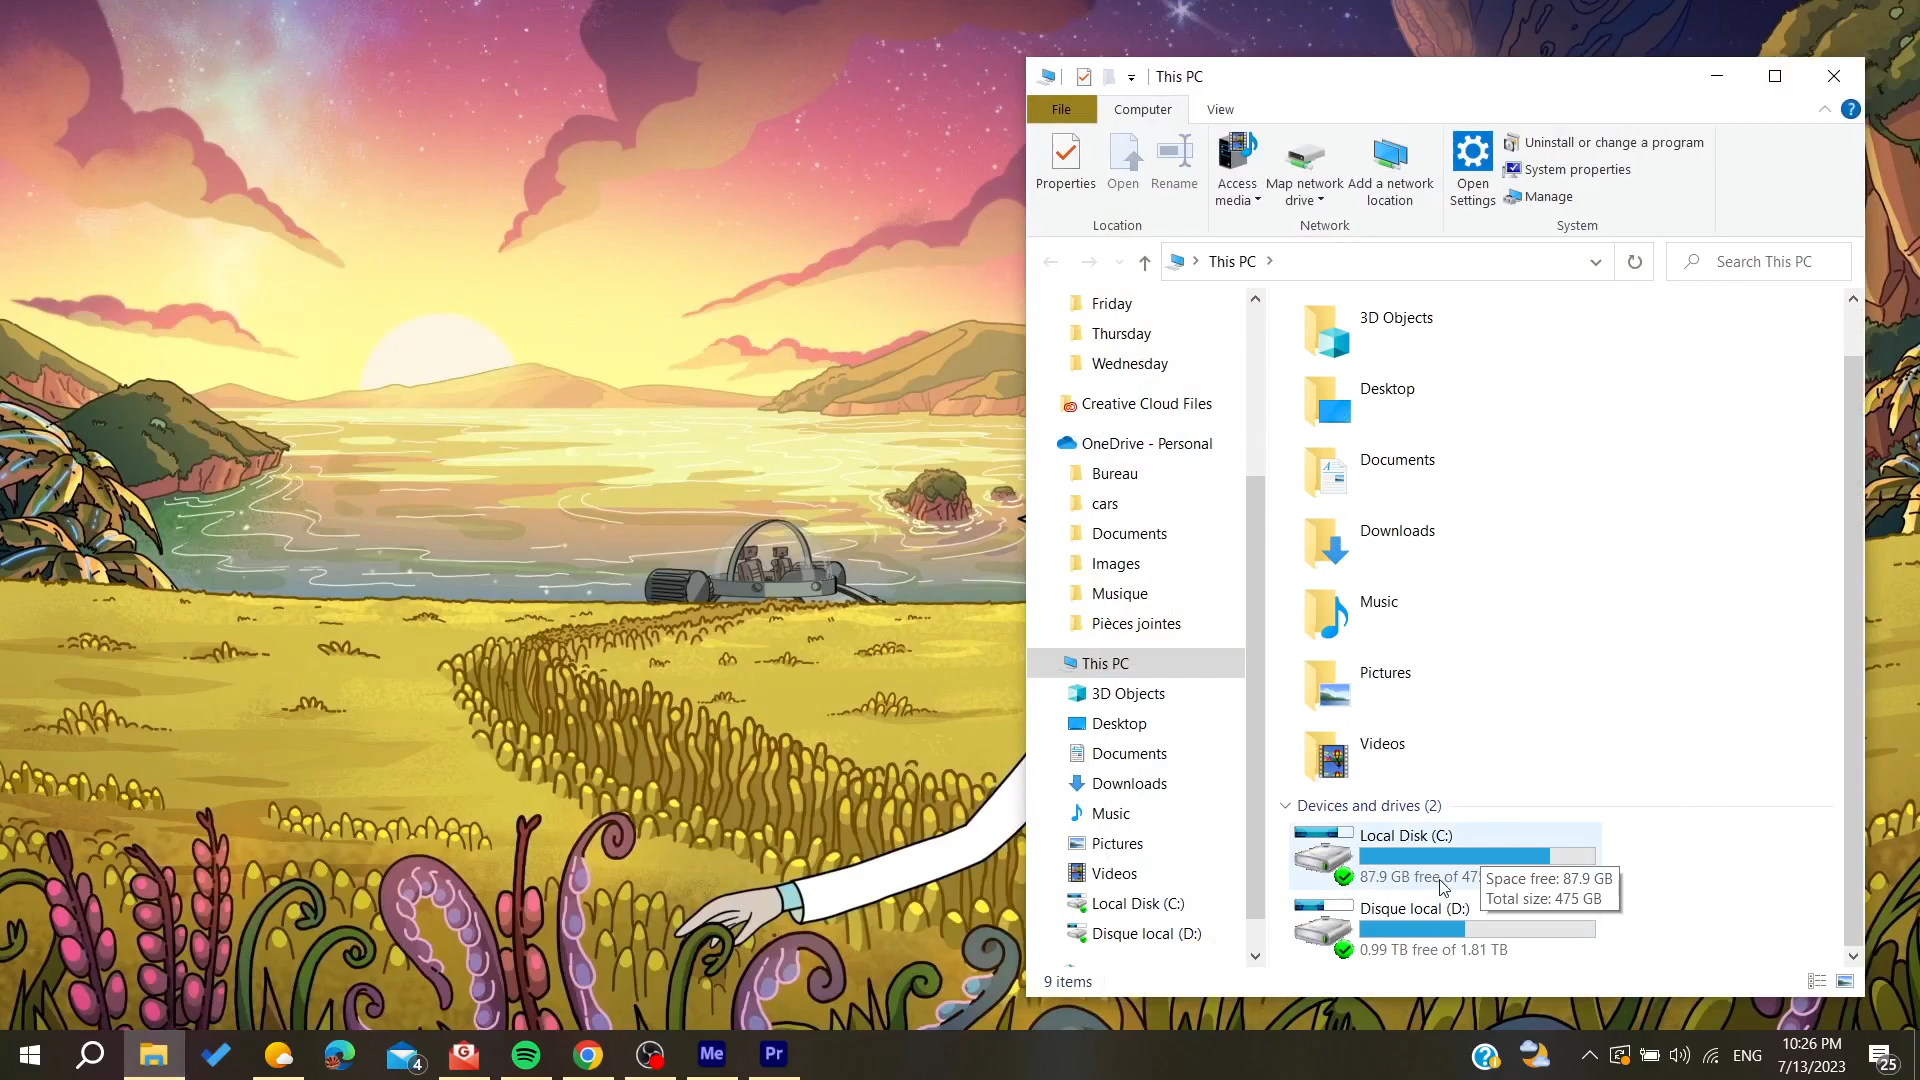 This PC
File
Computer
View
?
Properties
Open
Rename
Access
media
Map network
drive
Add a network
location
Open
Settings
Uninstall or change a program
System properties
Manage
Location
Network
System
This PC
Search This PC
Friday
Thursday
Wednesday
Creative Cloud Files
OneDrive - Personal
Bureau
cars
Documents
Images
Musique
Pièces jointes
This PC
3D Objects
Desktop
Documents
Downloads
Music
Pictures
Videos
Local Disk (C:)
Disque local (D:)
3D Objects
Desktop
Documents
Downloads
Music
Pictures
Videos
Devices and drives (2)
Local Disk (C:)
87.9 GB free of 47
Space free: 87.9 GB
Total size: 475 GB
Disque local (D:)
0.99 TB free of 1.81 TB
9 items
4
G
Me
Pr
?
ENG
10:26 PM
7/13/2023
25